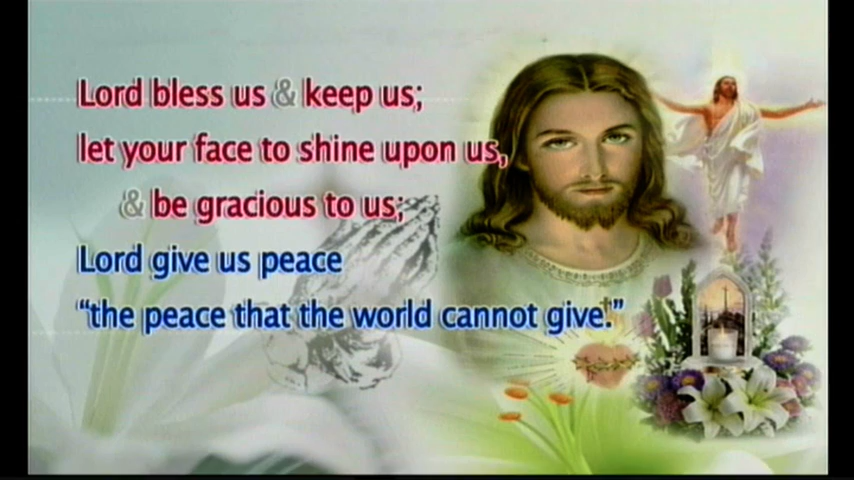 Lord bless us & keep us;
let your face to shine upon us,
& be gracious to us;
Lord give us peace
“the peace that the world cannot give.”